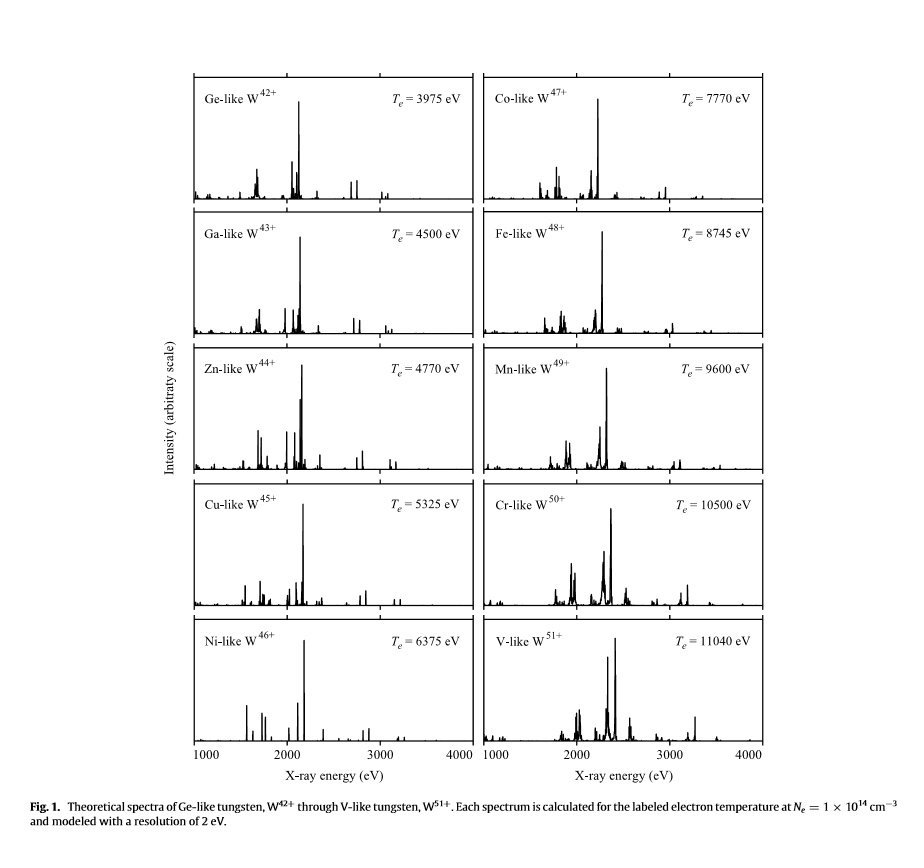 Intensity (arbitraty scale)
Ge-like W42+ Te = 3975 eV
Co-like W47+ Te = 7770 eV
Ga-like W43+ Te = 4500 eV
Fe-like W48+ Te = 8745 eV
Zn-like W44+ Te = 4770 eV
Mn-like W49+ Te = 9600 eV
Cu-like W45+ Te = 5325 eV
Cr-like W50+ Te = 10500 eV
Ni-like W46+ Te = 6375 eV
V-like W51+ Te = 11040 eV
1000 2000 3000 4000
1000 2000 3000 4000
X-ray energy (eV)
X-ray energy (eV)
Fig. 1. Theoretical spectra of Ge-like tungsten, W42+ through V-like tungsten, W51+. Each spectrum is calculated for the labeled electron temperature at Ne = 1 × 10^14 cm−3
and modeled with a resolution of 2 eV.